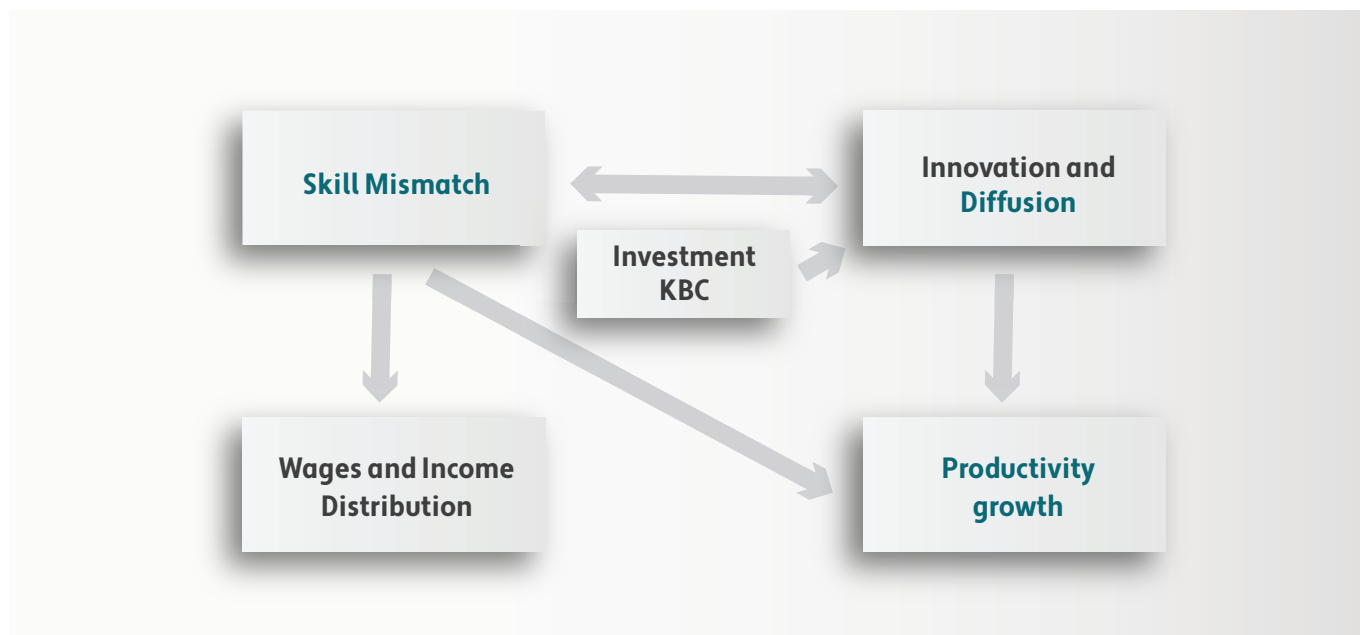 Skill Mismatch
Innovation and
Diffusion
Investment
KBC
Wages and Income
Distribution
Productivity
growth